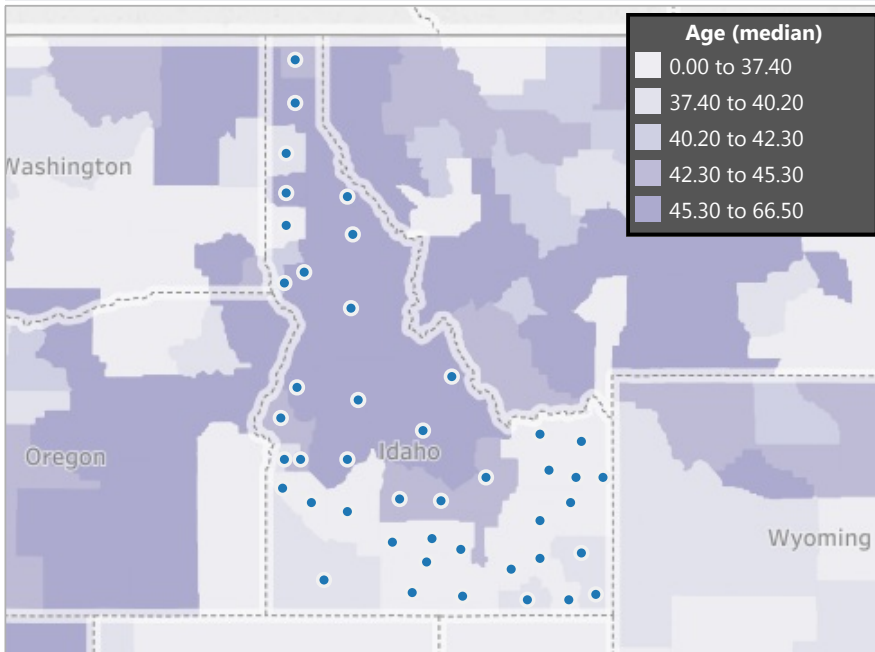 Age (median)
0.00 to 37.40
37.40 to 40.20
40.20 to 42.30
42.30 to 45.30
45.30 to 66.50
Washington
Idaho
Oregon
Wyoming